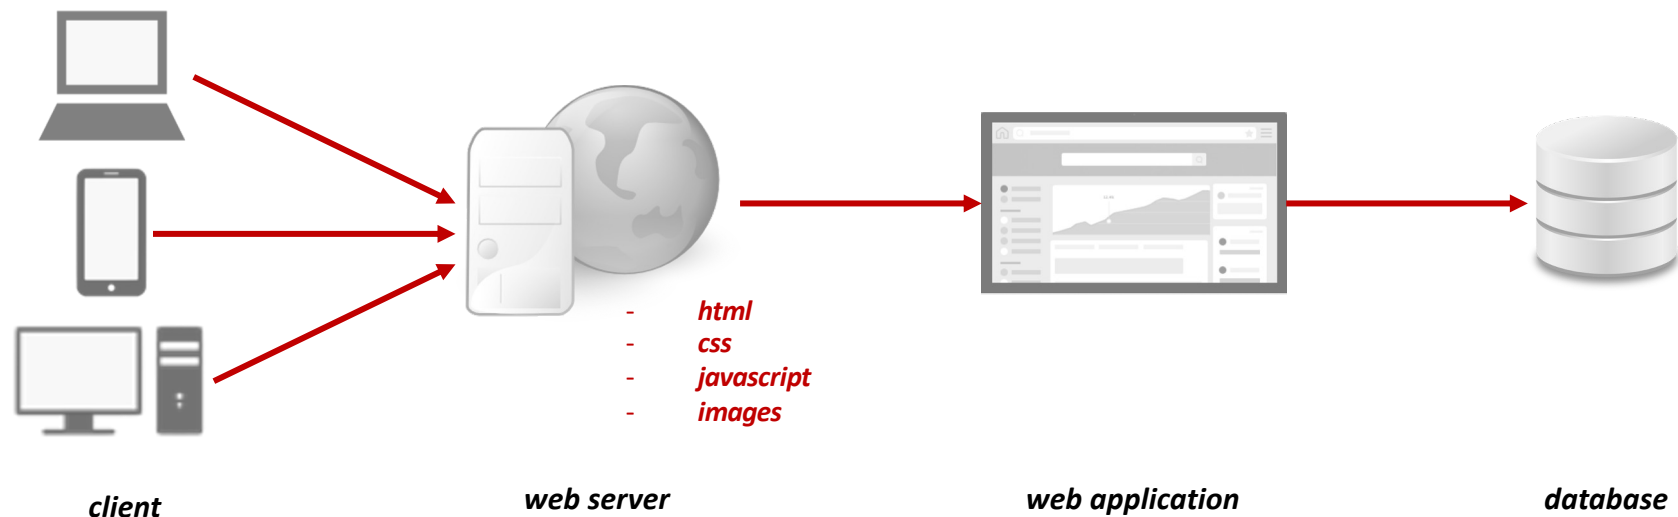 - html
- css
- javascript
- images
client
web server
web application
database